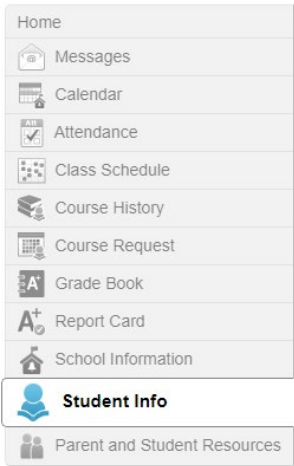 Home
Messages
Calendar
Attendance
Class Schedule
Course History
Course Request
Grade Book
Report Card
School Information
Student Info
Parent and Student Resources